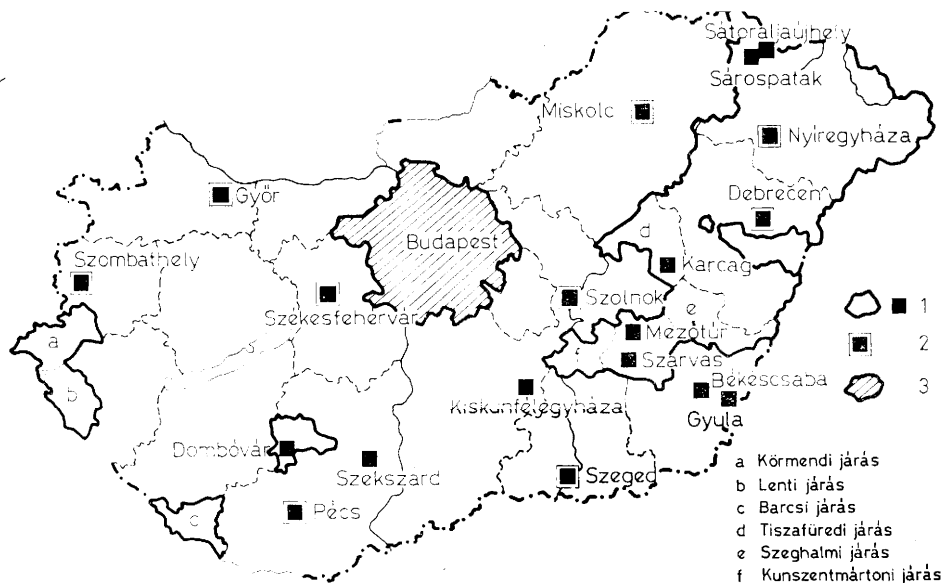 Sátoraljaújhely
Sárospatak
Miskolc
Nyíregyháza
Debrecen
Győr
Budapest
d
Karcag
Szombathely
Székesfehérvár
Szolnok
e
1
Mezőtúr
2
a
Szarvas
b
Békéscsaba
3
Kiskunfélegyháza
Gyula
Dombóvár
Szekszárd
Szeged
c
Pécs
a Körmendi járás
b Lenti járás
c Barcsi járás
d Tiszafüredi járás
e Szeghalmi járás
f Kunszentmártoni járás